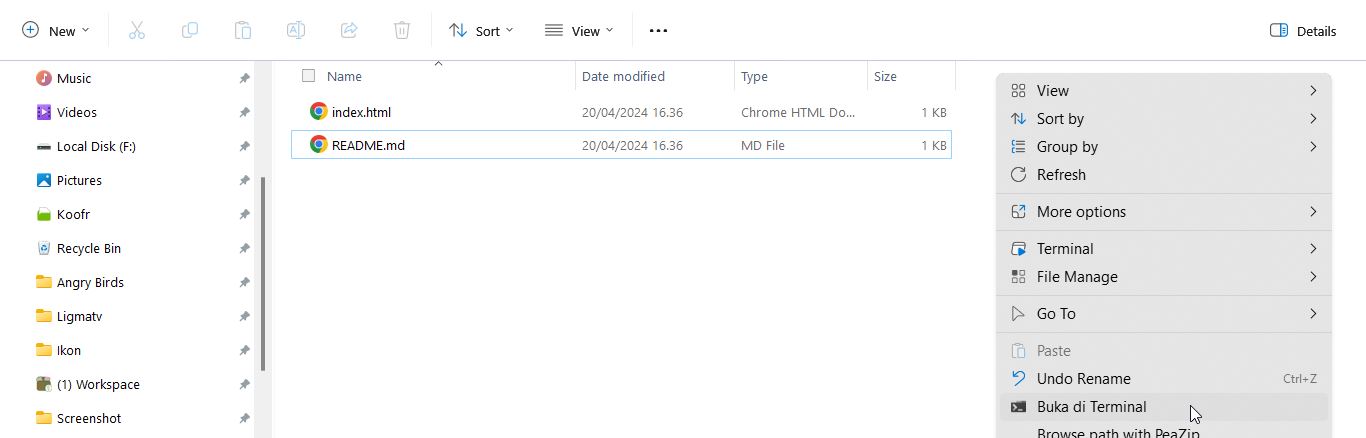 New
Sort
View
Details
Music
Videos
Local Disk (F:)
Pictures
Koofr
Recycle Bin
Angry Birds
Ligmatv
Ikon
(1) Workspace
Screenshot
Name Date modified Type Size
index.html 20/04/2024 16.36 Chrome HTML Do... 1 KB
README.md 20/04/2024 16.36 MD File 1 KB
View
Sort by
Group by
Refresh
More options
Terminal
File Manage
Go To
Paste
Undo Rename Ctrl+Z
Buka di Terminal
Browse path with PeaZip